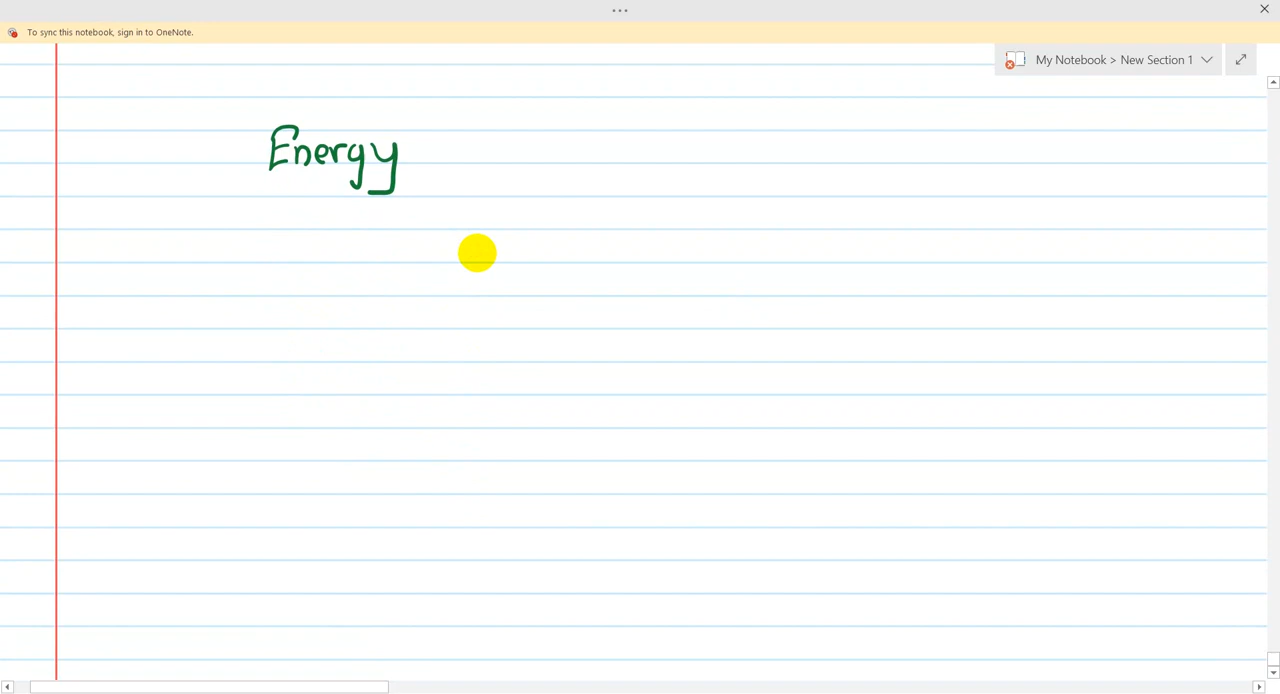 To sync this notebook, sign in to OneNote.
My Notebook > New Section 1
Energy